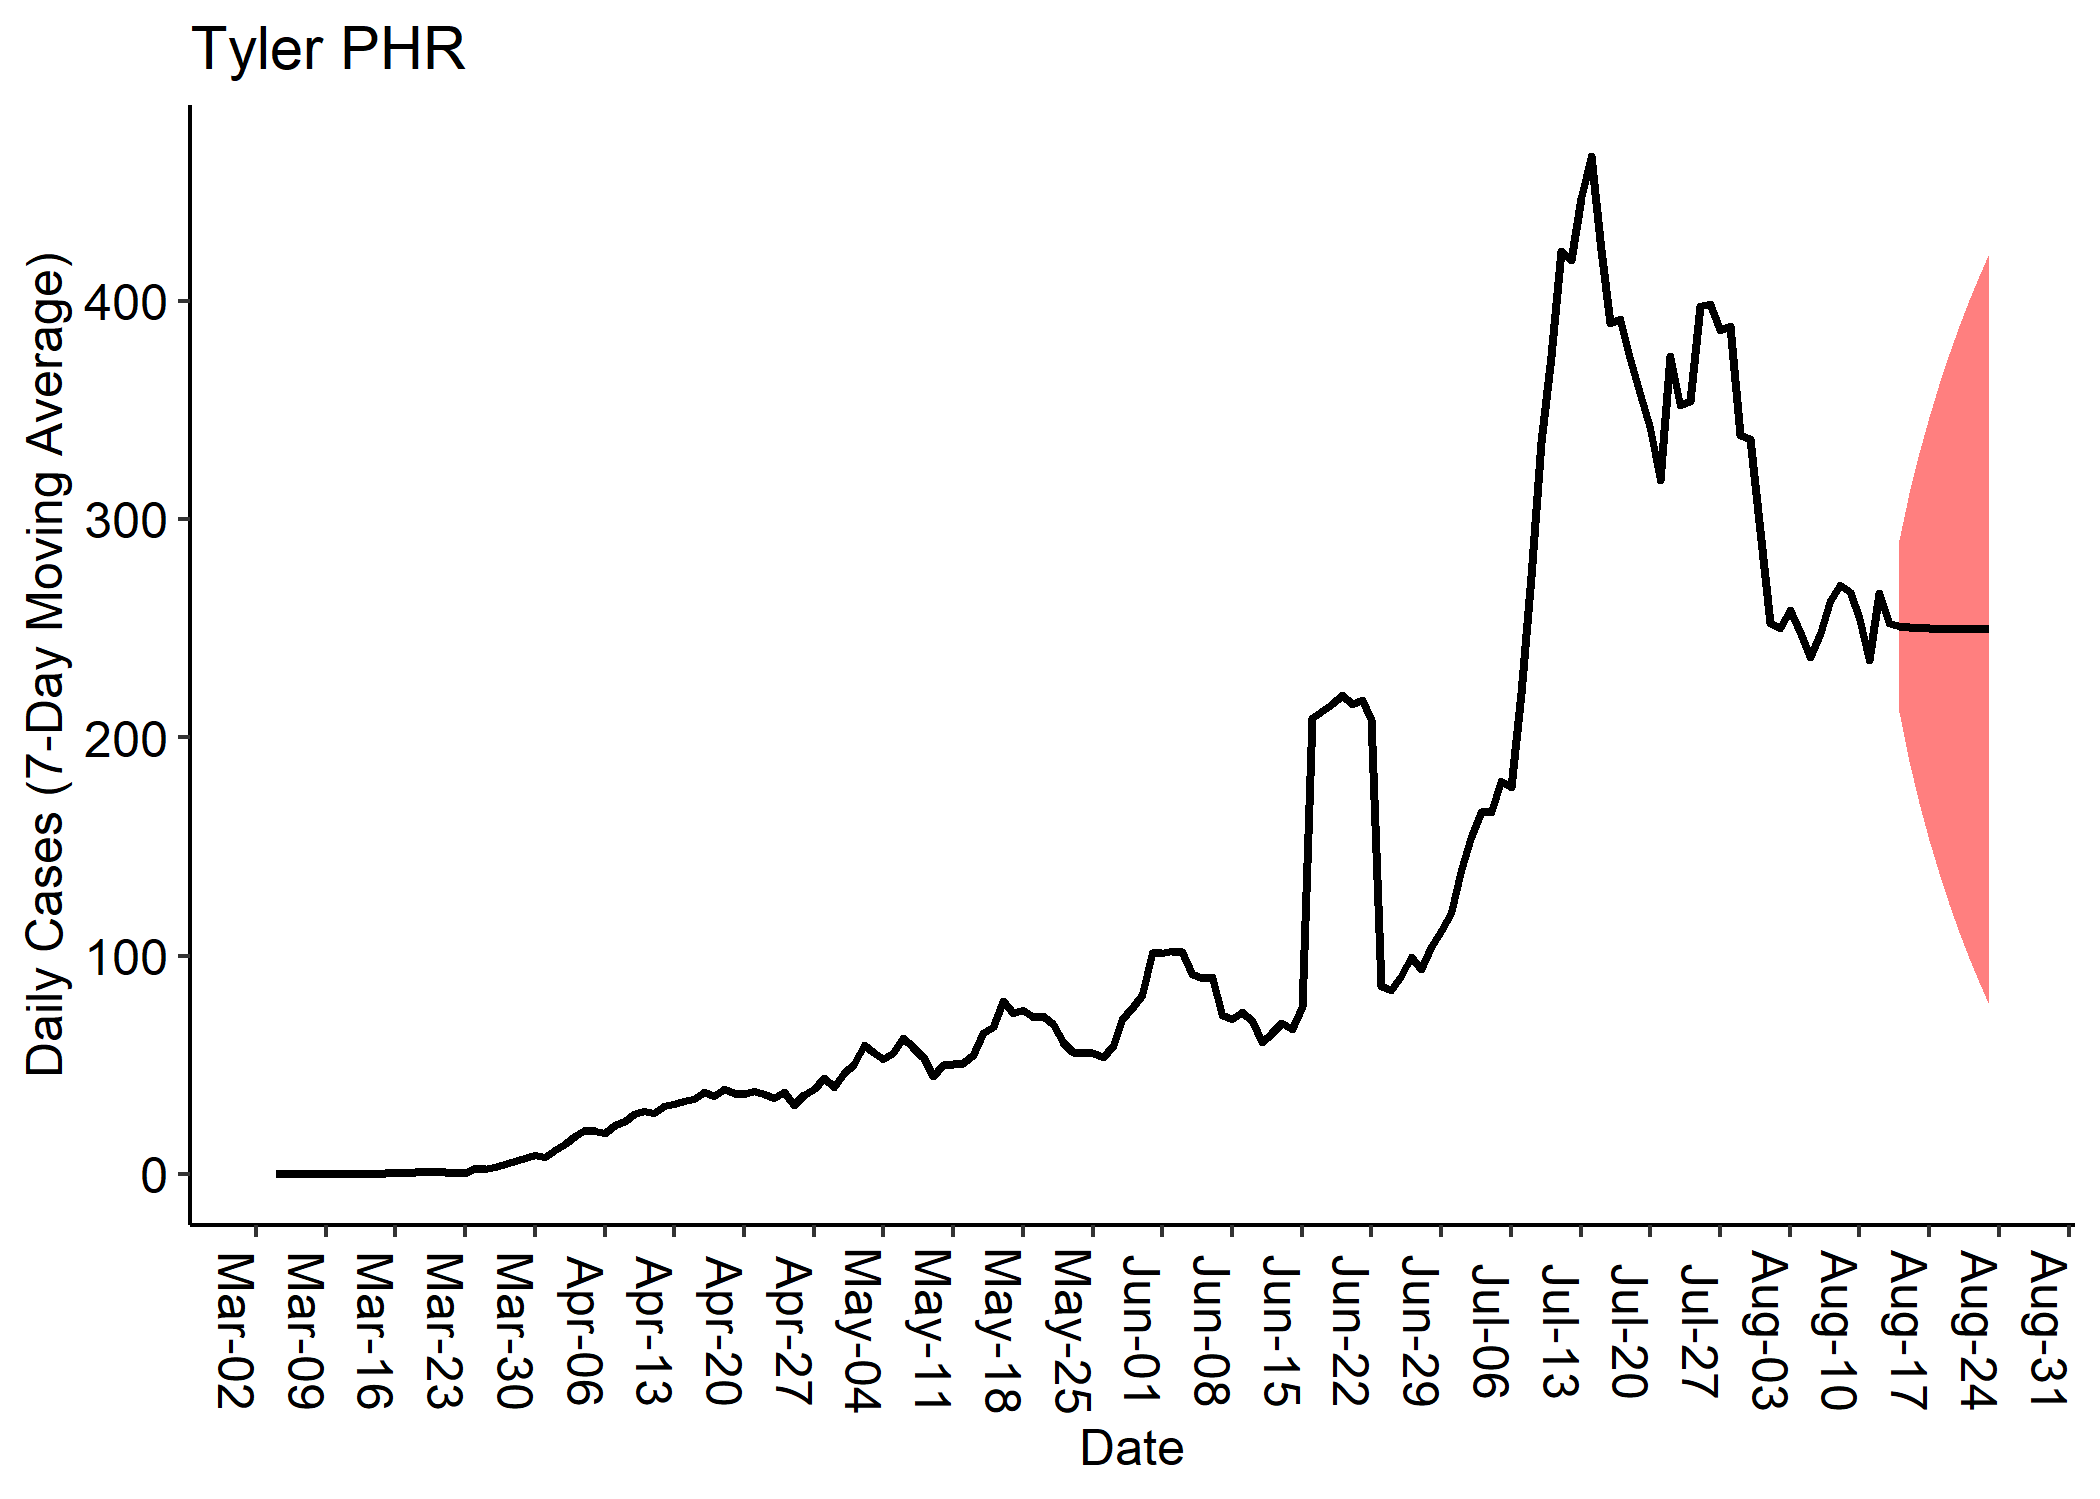 Tyler PHR
Daily Cases (7-Day Moving Average)
400
300
200
100
0
Mar-02
Mar-09
Mar-16
Mar-23
Mar-30
Apr-06
Apr-13
Apr-20
Apr-27
May-04
May-11
May-18
May-25
Jun-01
Jun-08
Jun-15
Jun-22
Jun-29
Jul-06
Jul-13
Jul-20
Jul-27
Aug-03
Aug-10
Aug-17
Aug-24
Aug-31
Date